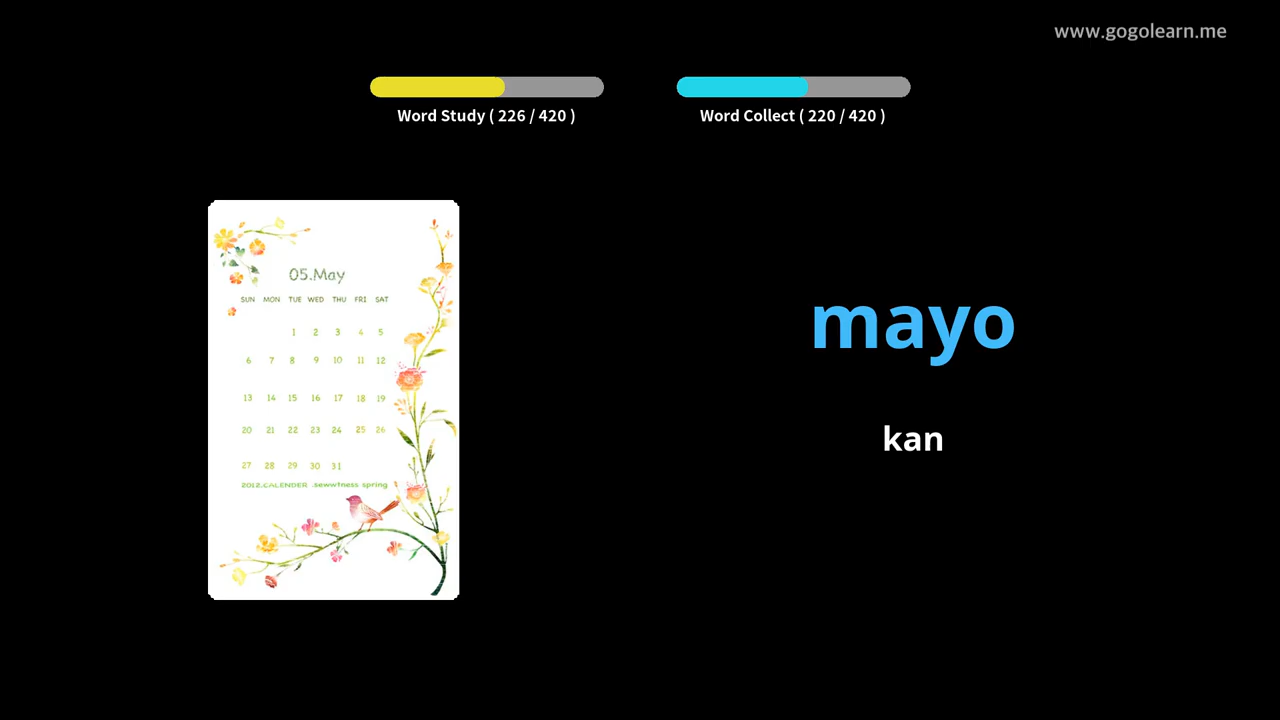 www.gogolearn.me
Word Study ( 226 / 420 )
Word Collect ( 220 / 420 )
05.May
SUN MON TUE WED THU FRI SAT
1 2 3 4 5
6 7 8 9 10 11 12
13 14 15 16 17 18 19
20 21 22 23 24 25 26
27 28 29 30 31
2012.CALENDER .sewwtness spring
mayo
kan